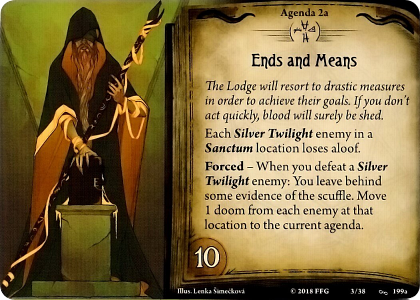 Agenda 2a
Ends and Means
The Lodge will resort to drastic measures
in order to achieve their goals. If you don't
act quickly, blood will surely be shed.
Each Silver Twilight enemy in a
Sanctum location loses aloof.
Forced – When you defeat a Silver
Twilight enemy: You leave behind
some evidence of the scuffle. Move
1 doom from each enemy at that
location to the current agenda.
10
Illus. Lenka Šimečková
© 2018 FFG
3/38
199a